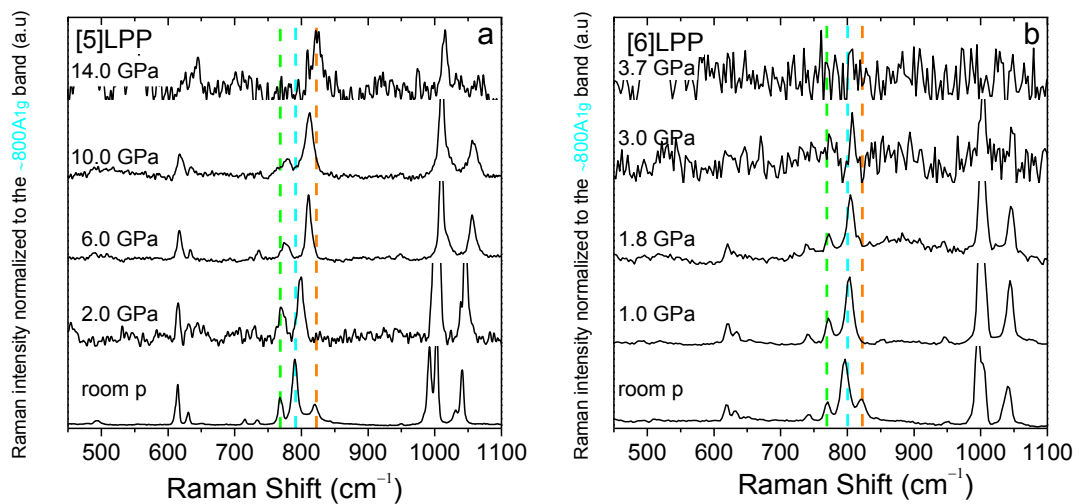 Raman intensity normalized to the ~800A1g band (a.u)
[5]LPP
a
14.0 GPa
10.0 GPa
6.0 GPa
2.0 GPa
room p
500 600 700 800 900 1000 1100
Raman Shift (cm⁻¹)
Raman intensity normalized to the ~800A1g band (a.u)
[6]LPP
b
3.7 GPa
3.0 GPa
1.8 GPa
1.0 GPa
room p
500 600 700 800 900 1000 1100
Raman Shift (cm⁻¹)